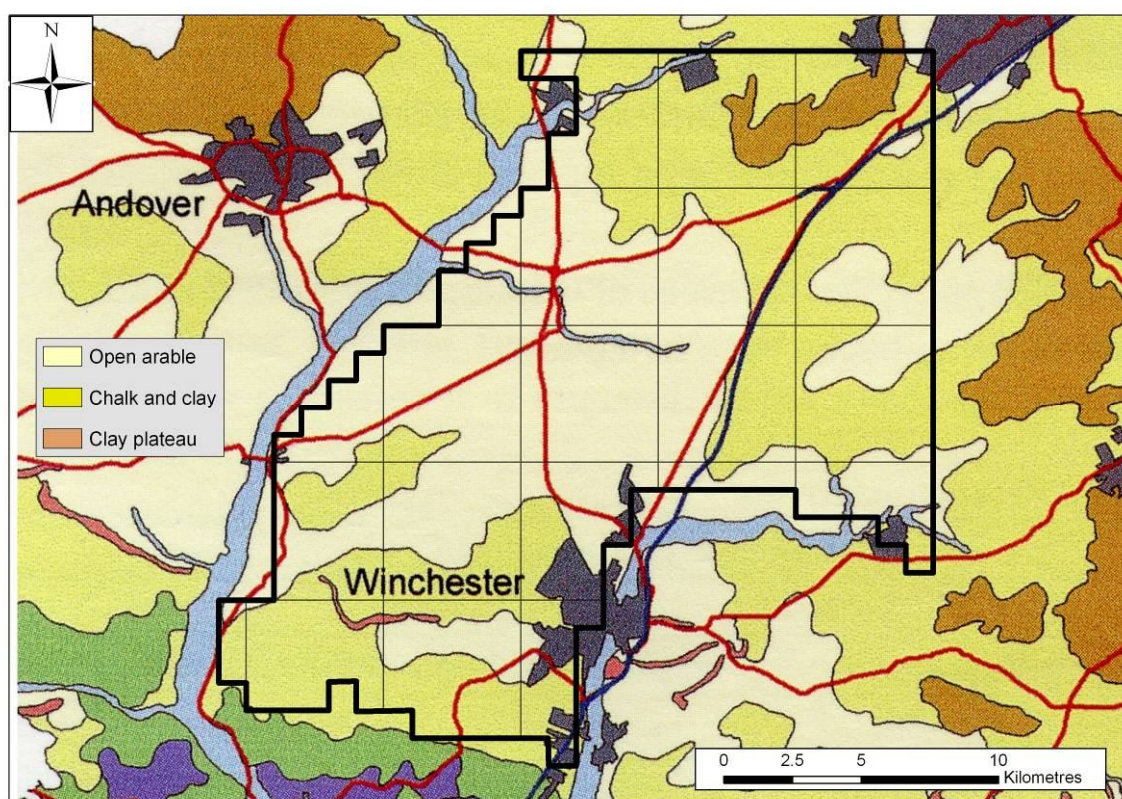 N
Andover
Open arable
Chalk and clay
Clay plateau
Winchester
0 2.5 5 10
Kilometres